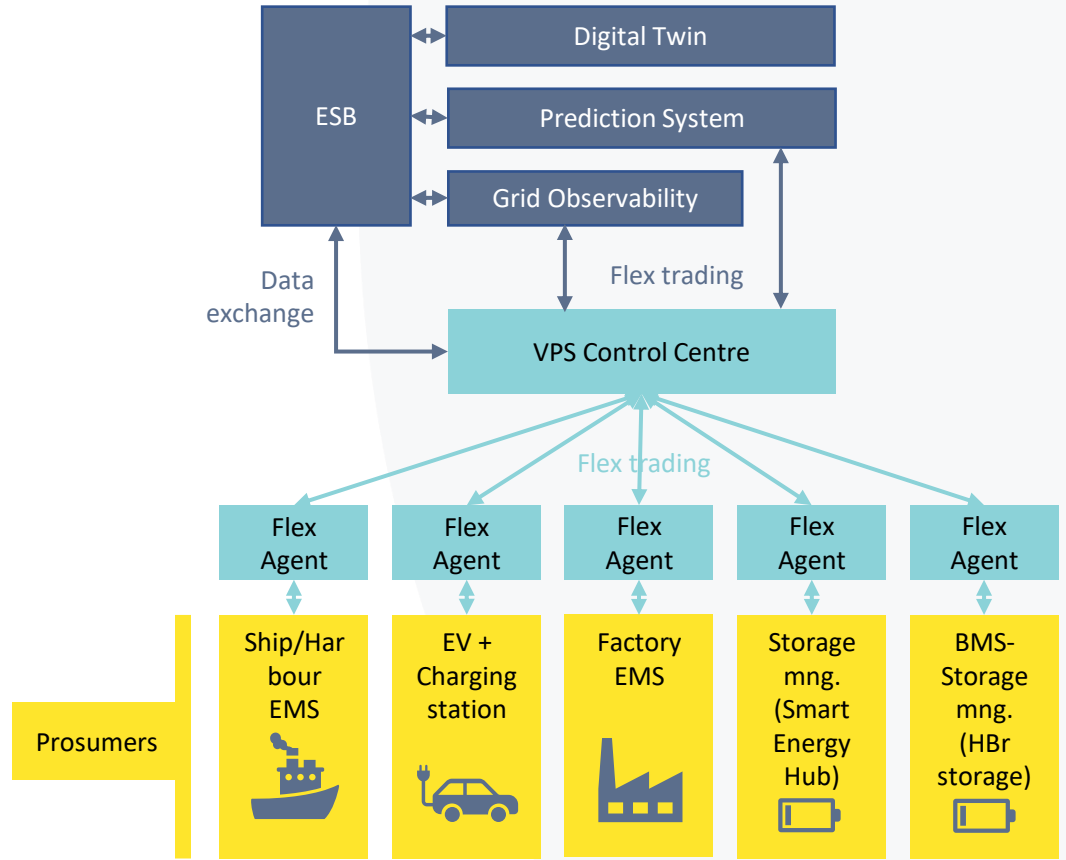 Digital Twin
ESB
Prediction System
Grid Observability
Data
exchange
Flex trading
VPS Control Centre
Flex trading
Flex
Agent
Flex
Agent
Flex
Agent
Flex
Agent
Flex
Agent
Prosumers
Ship/Har
bour
EMS
EV +
Charging
station
Factory
EMS
Storage
mng.
(Smart
Energy
Hub)
BMS-
Storage
mng.
(HBr
storage)